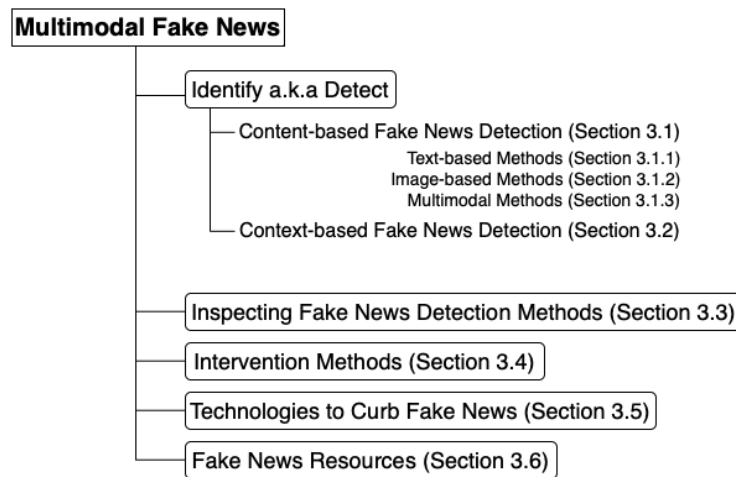 Multimodal Fake News
Identify a.k.a Detect
Content-based Fake News Detection (Section 3.1)
Text-based Methods (Section 3.1.1)
Image-based Methods (Section 3.1.2)
Multimodal Methods (Section 3.1.3)
Context-based Fake News Detection (Section 3.2)
Inspecting Fake News Detection Methods (Section 3.3)
Intervention Methods (Section 3.4)
Technologies to Curb Fake News (Section 3.5)
Fake News Resources (Section 3.6)